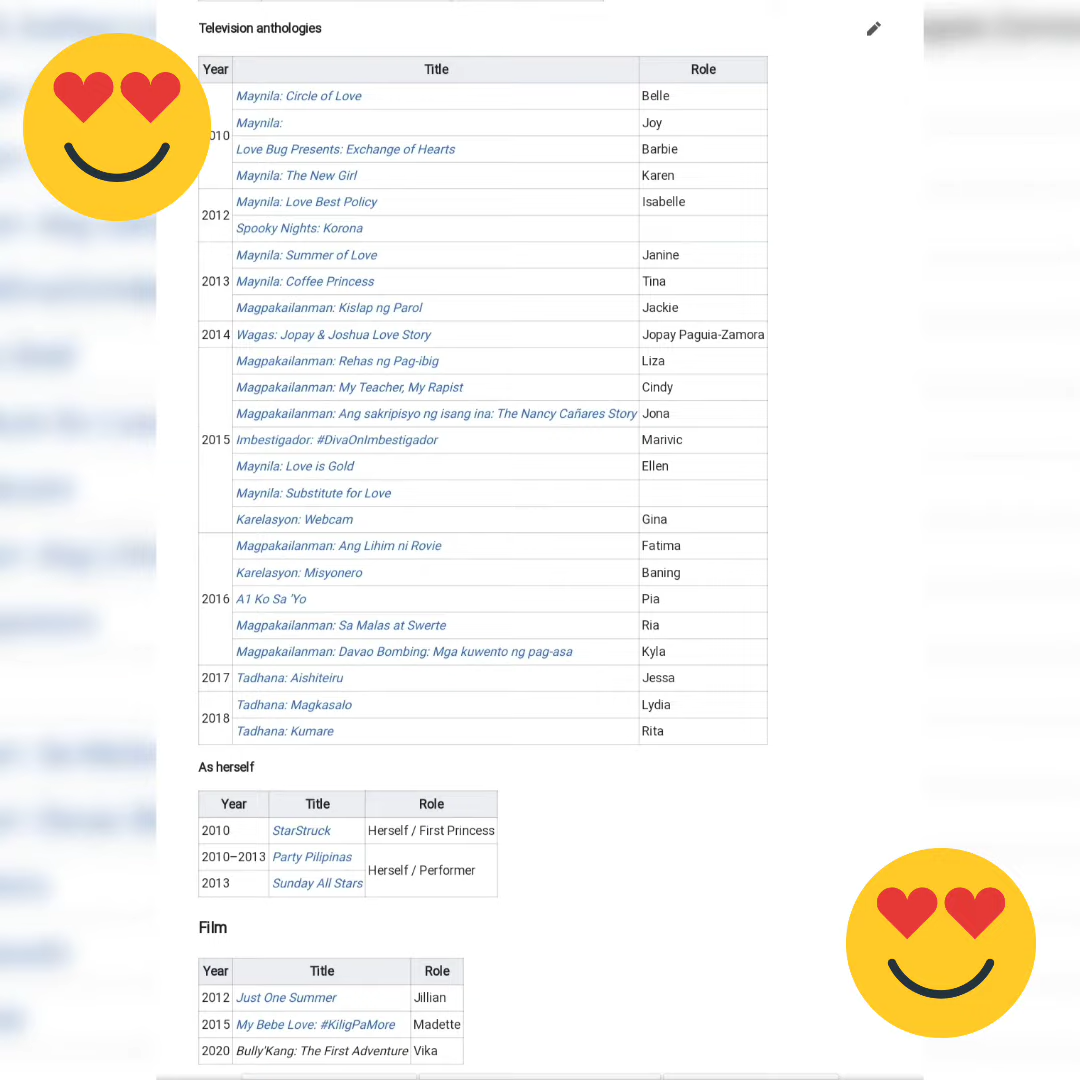 Television anthologies
Year Title Role
010
Maynila: Circle of Love Belle
Maynila: Joy
Love Bug Presents: Exchange of Hearts Barbie
Maynila: The New Girl Karen
2012
Maynila: Love Best Policy Isabelle
Spooky Nights: Korona
2013
Maynila: Summer of Love Janine
Maynila: Coffee Princess Tina
Magpakailanman: Kislap ng Parol Jackie
2014 Wagas: Jopay & Joshua Love Story Jopay Paguia-Zamora
2015
Magpakailanman: Rehas ng Pag-ibig Liza
Magpakailanman: My Teacher, My Rapist Cindy
Magpakailanman: Ang sakripisyo ng isang ina: The Nancy Cañares Story Jona
Imbestigador: #DivaOnImbestigador Marivic
Maynila: Love is Gold Ellen
Maynila: Substitute for Love
Karelasyon: Webcam Gina
2016
Magpakailanman: Ang Lihim ni Rovie Fatima
Karelasyon: Misyonero Baning
A1 Ko Sa 'Yo Pia
Magpakailanman: Sa Malas at Swerte Ria
Magpakailanman: Davao Bombing: Mga kuwento ng pag-asa Kyla
2017 Tadhana: Aishiteiru Jessa
2018
Tadhana: Magkasalo Lydia
Tadhana: Kumare Rita
As herself
Year Title Role
2010 StarStruck Herself / First Princess
2010–2013 Party Pilipinas Herself / Performer
2013 Sunday All Stars
Film
Year Title Role
2012 Just One Summer Jillian
2015 My Bebe Love: #KiligPaMore Madette
2020 Bully'Kang: The First Adventure Vika